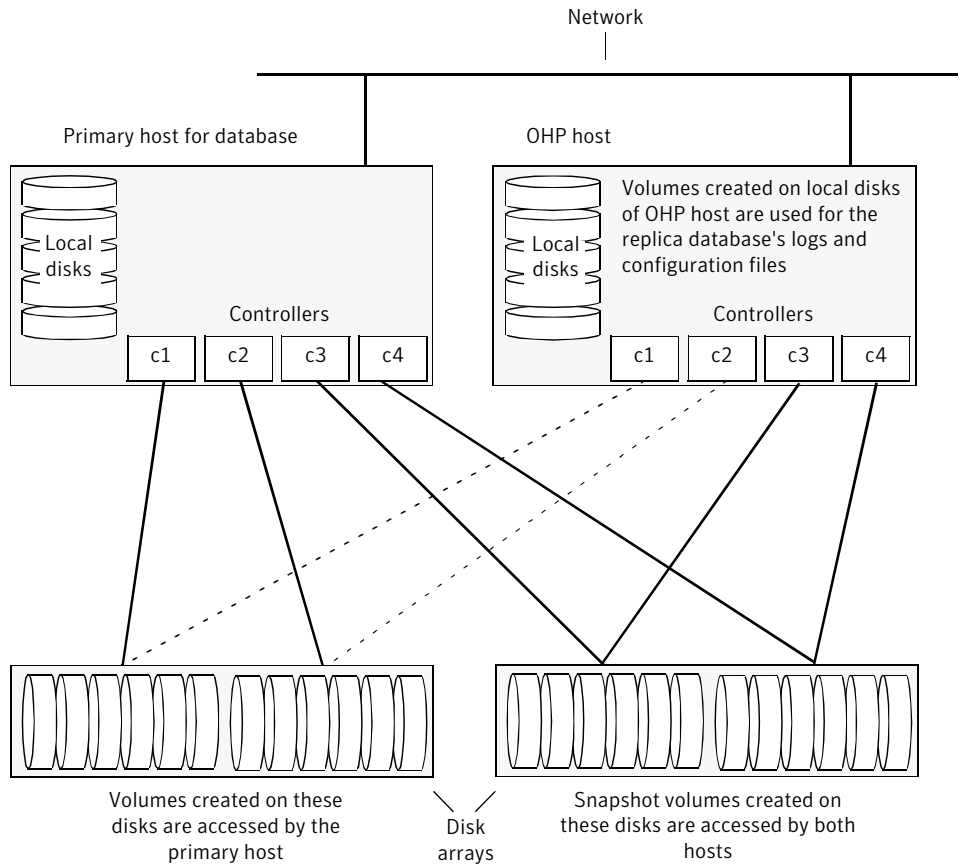 Network
Primary host for database
OHP host
Local
disks
Controllers
c1 c2 c3 c4
Local
disks
Volumes created on local disks
of OHP host are used for the
replica database's logs and
configuration files
Controllers
c1 c2 c3 c4
Volumes created on these
disks are accessed by the
primary host
Disk
arrays
Snapshot volumes created on
these disks are accessed by both
hosts